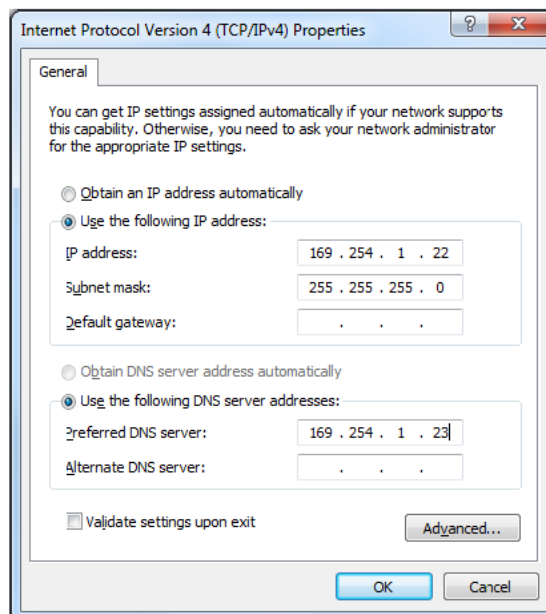 Internet Protocol Version 4 (TCP/IPv4) Properties
?
X
General
You can get IP settings assigned automatically if your network supports
this capability. Otherwise, you need to ask your network administrator
for the appropriate IP settings.
Obtain an IP address automatically
Use the following IP address:
IP address: 169 . 254 . 1 . 22
Subnet mask: 255 . 255 . 255 . 0
Default gateway: . . .
Obtain DNS server address automatically
Use the following DNS server addresses:
Preferred DNS server: 169 . 254 . 1 . 23
Alternate DNS server: . . .
Validate settings upon exit
Advanced...
OK Cancel